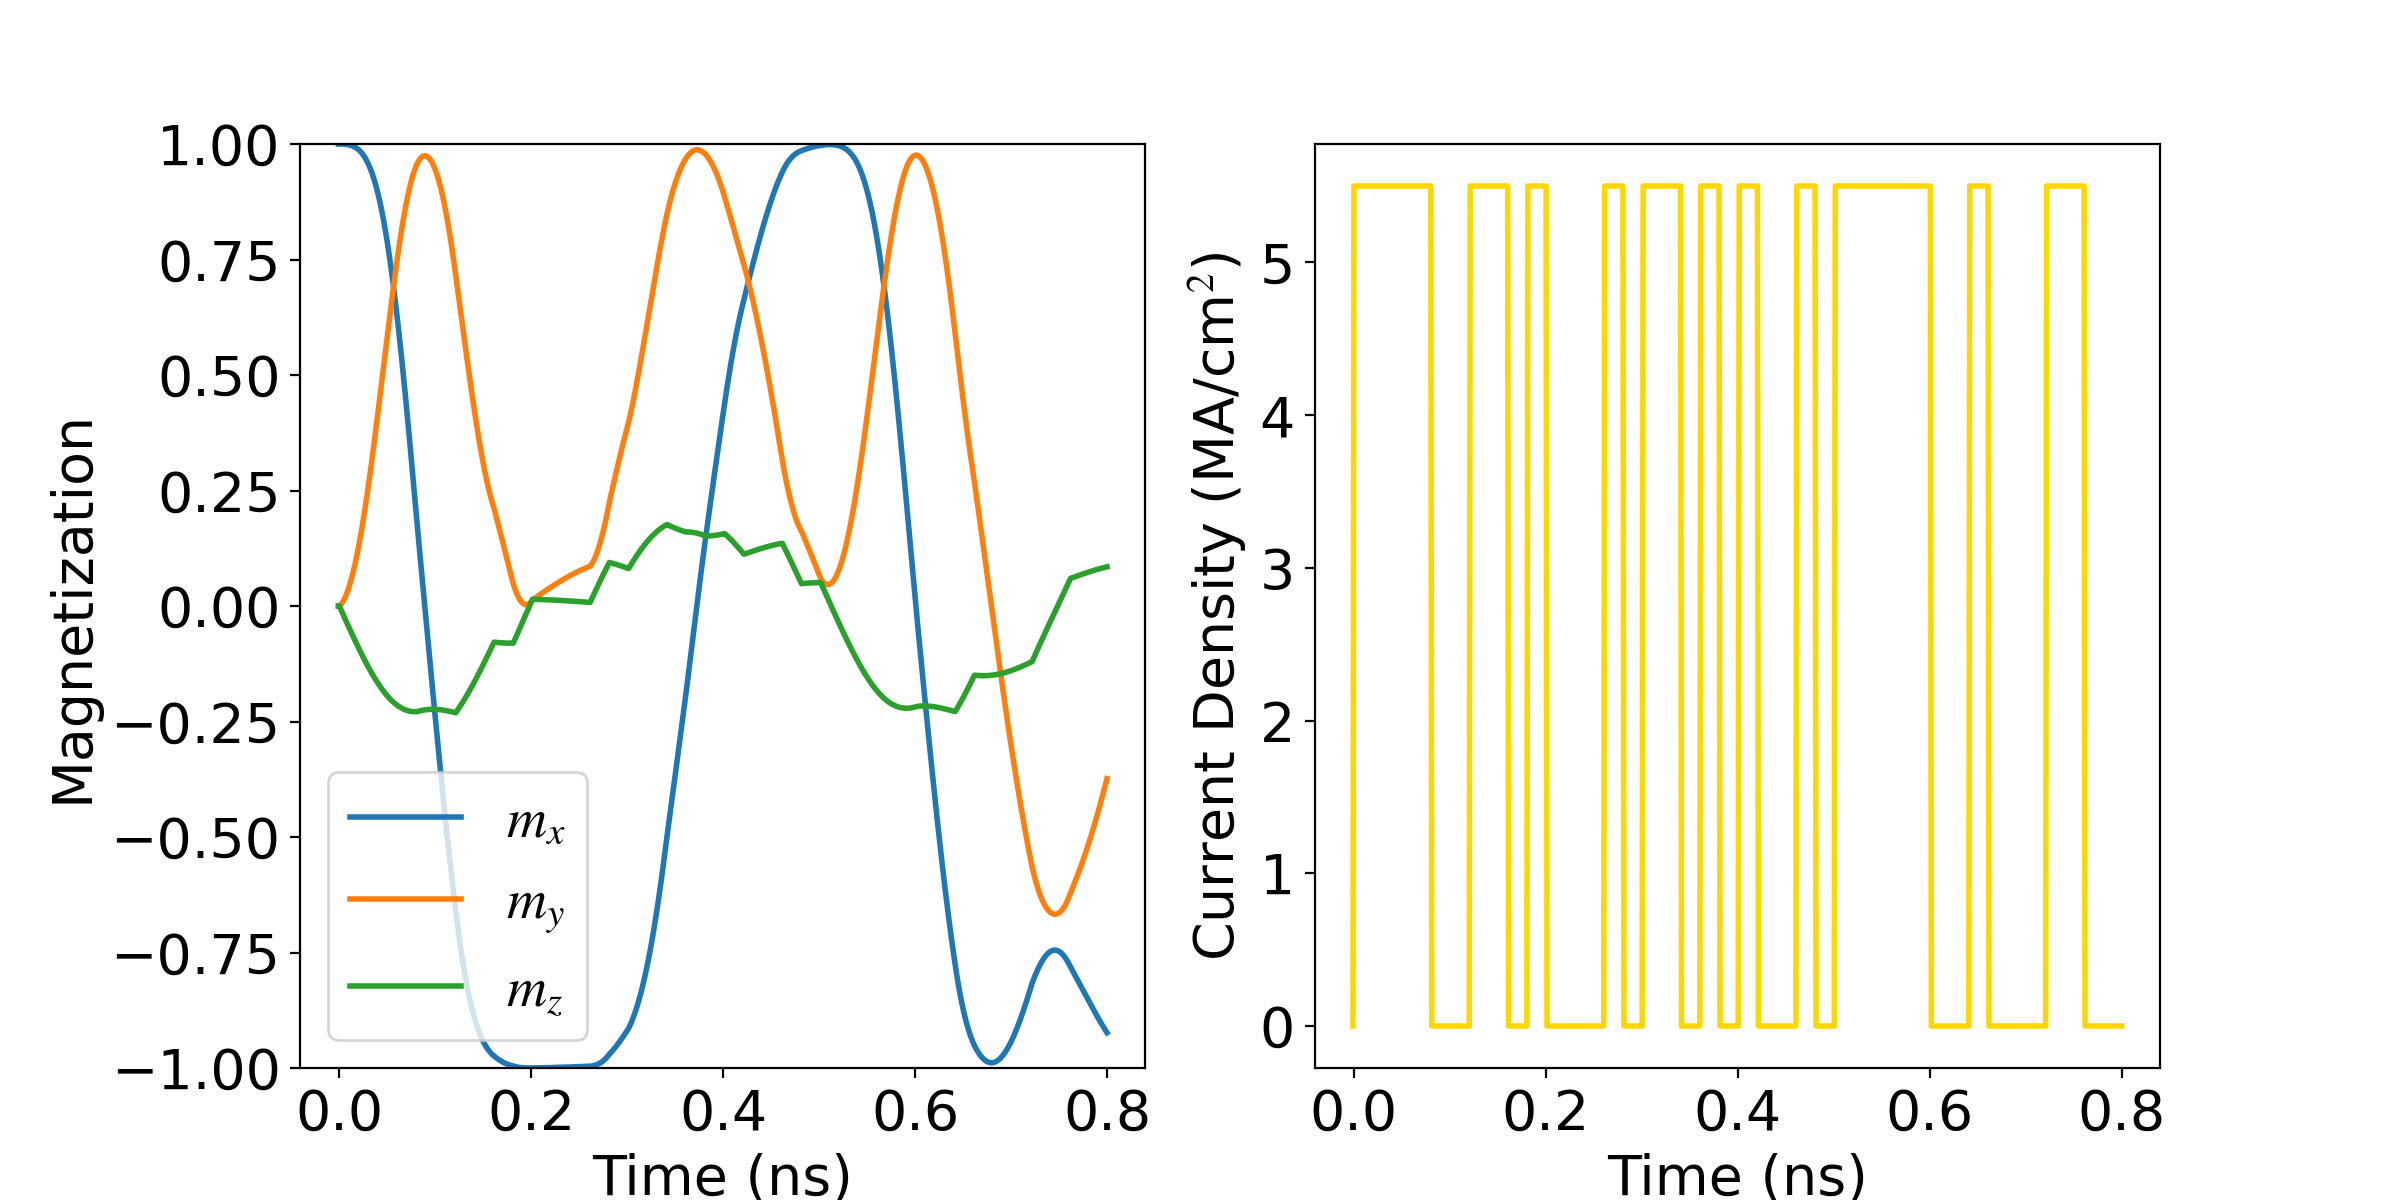 1.00
0.75
0.50
0.25
0.00
−0.25
−0.50
−0.75
−1.00
Magnetization
m_x
m_y
m_z
0.0 0.2 0.4 0.6 0.8
Time (ns)
5
4
3
2
1
0
Current Density (MA/cm²)
0.0 0.2 0.4 0.6 0.8
Time (ns)